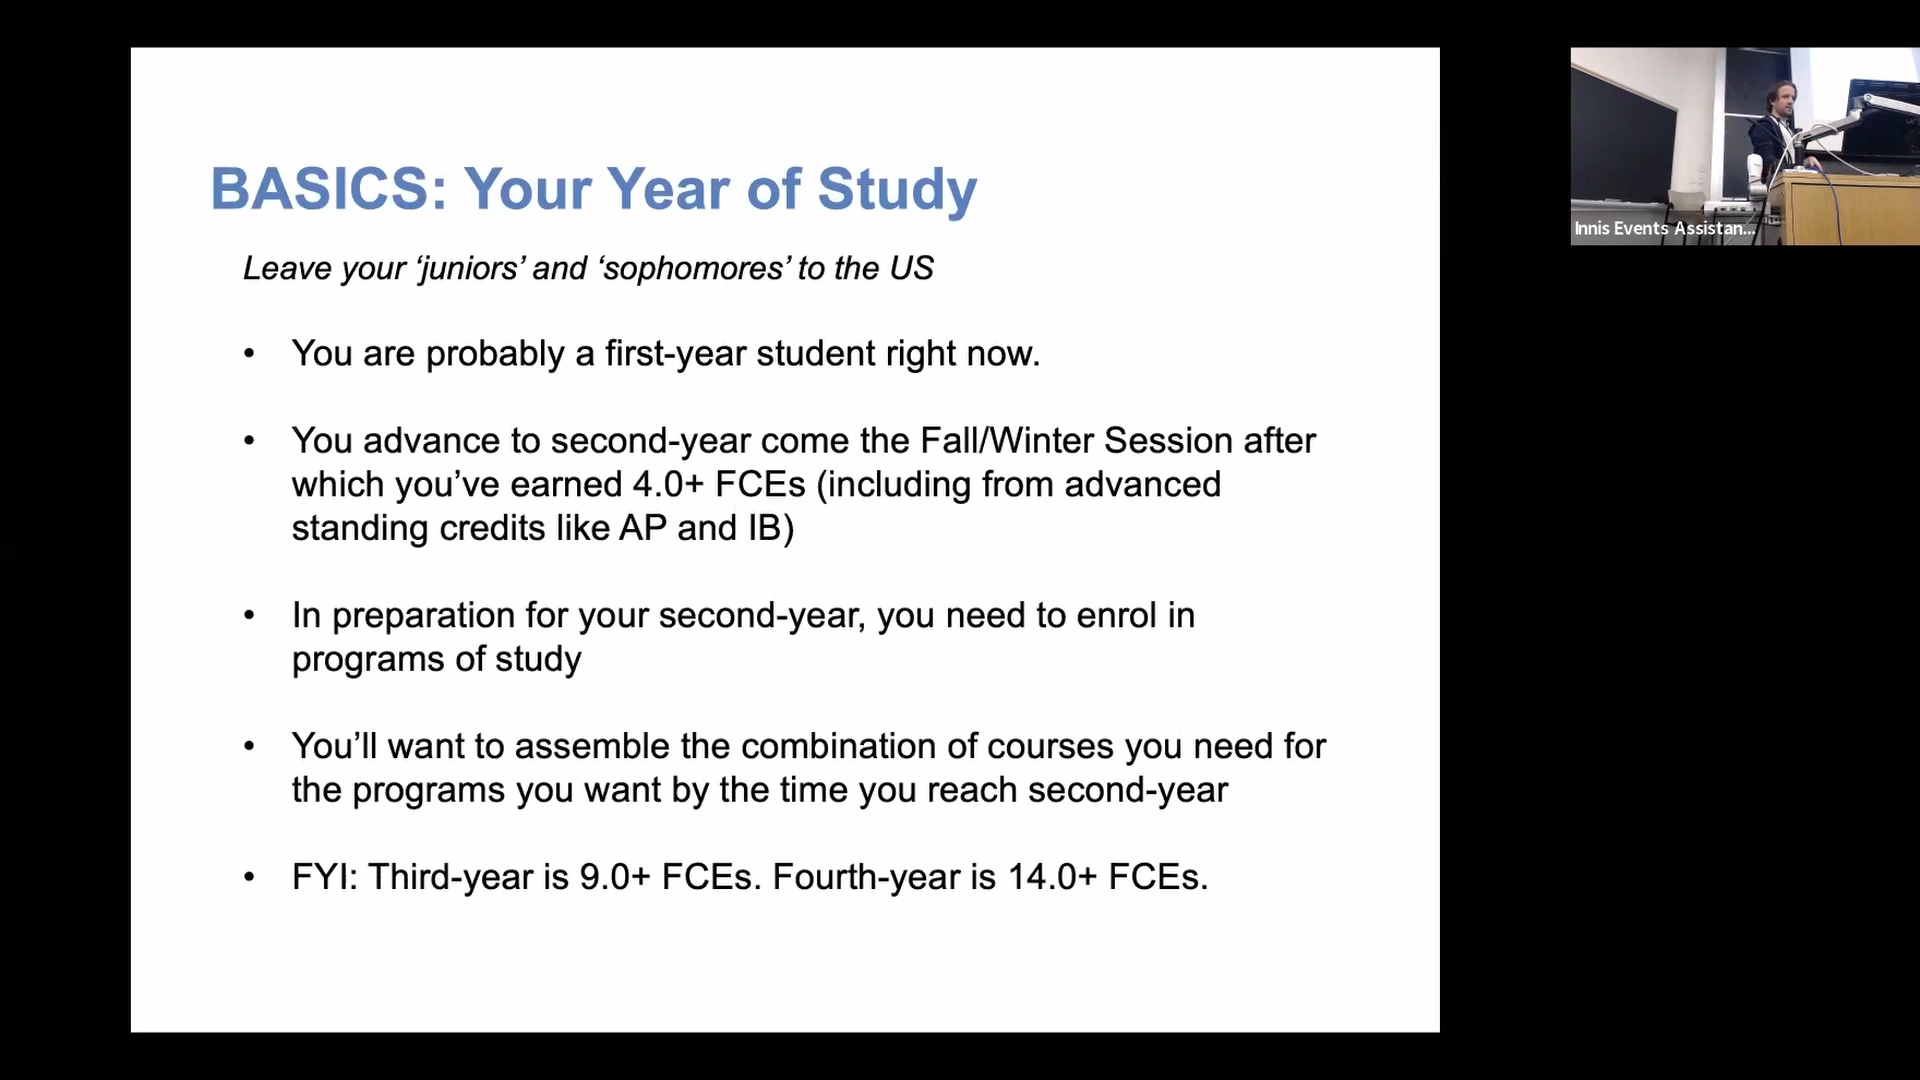 BASICS: Your Year of Study
Leave your ‘juniors’ and ‘sophomores’ to the US
• You are probably a first-year student right now.
• You advance to second-year come the Fall/Winter Session after
which you’ve earned 4.0+ FCEs (including from advanced
standing credits like AP and IB)
• In preparation for your second-year, you need to enrol in
programs of study
• You’ll want to assemble the combination of courses you need for
the programs you want by the time you reach second-year
• FYI: Third-year is 9.0+ FCEs. Fourth-year is 14.0+ FCEs.
Innis Events Assistan...